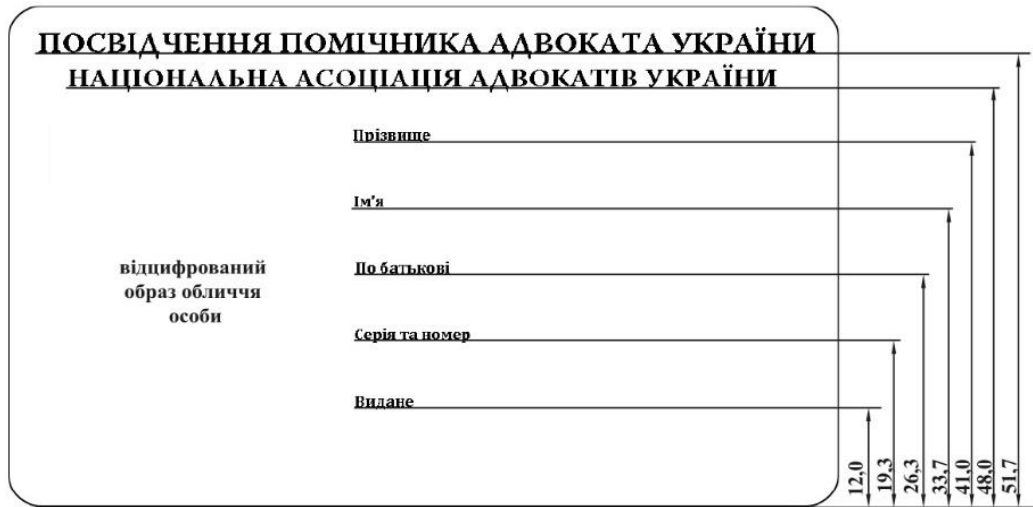 ПОСВІДЧЕННЯ ПОМІЧНИКА АДВОКАТА УКРАЇНИ
НАЦІОНАЛЬНА АСОЦІАЦІЯ АДВОКАТІВ УКРАЇНИ
Прізвище
Ім'я
відцифрований
образ обличчя
особи
По батькові
Серія та номер
Видане
12,0
19,3
26,3
33,7
41,0
48,0
51,7